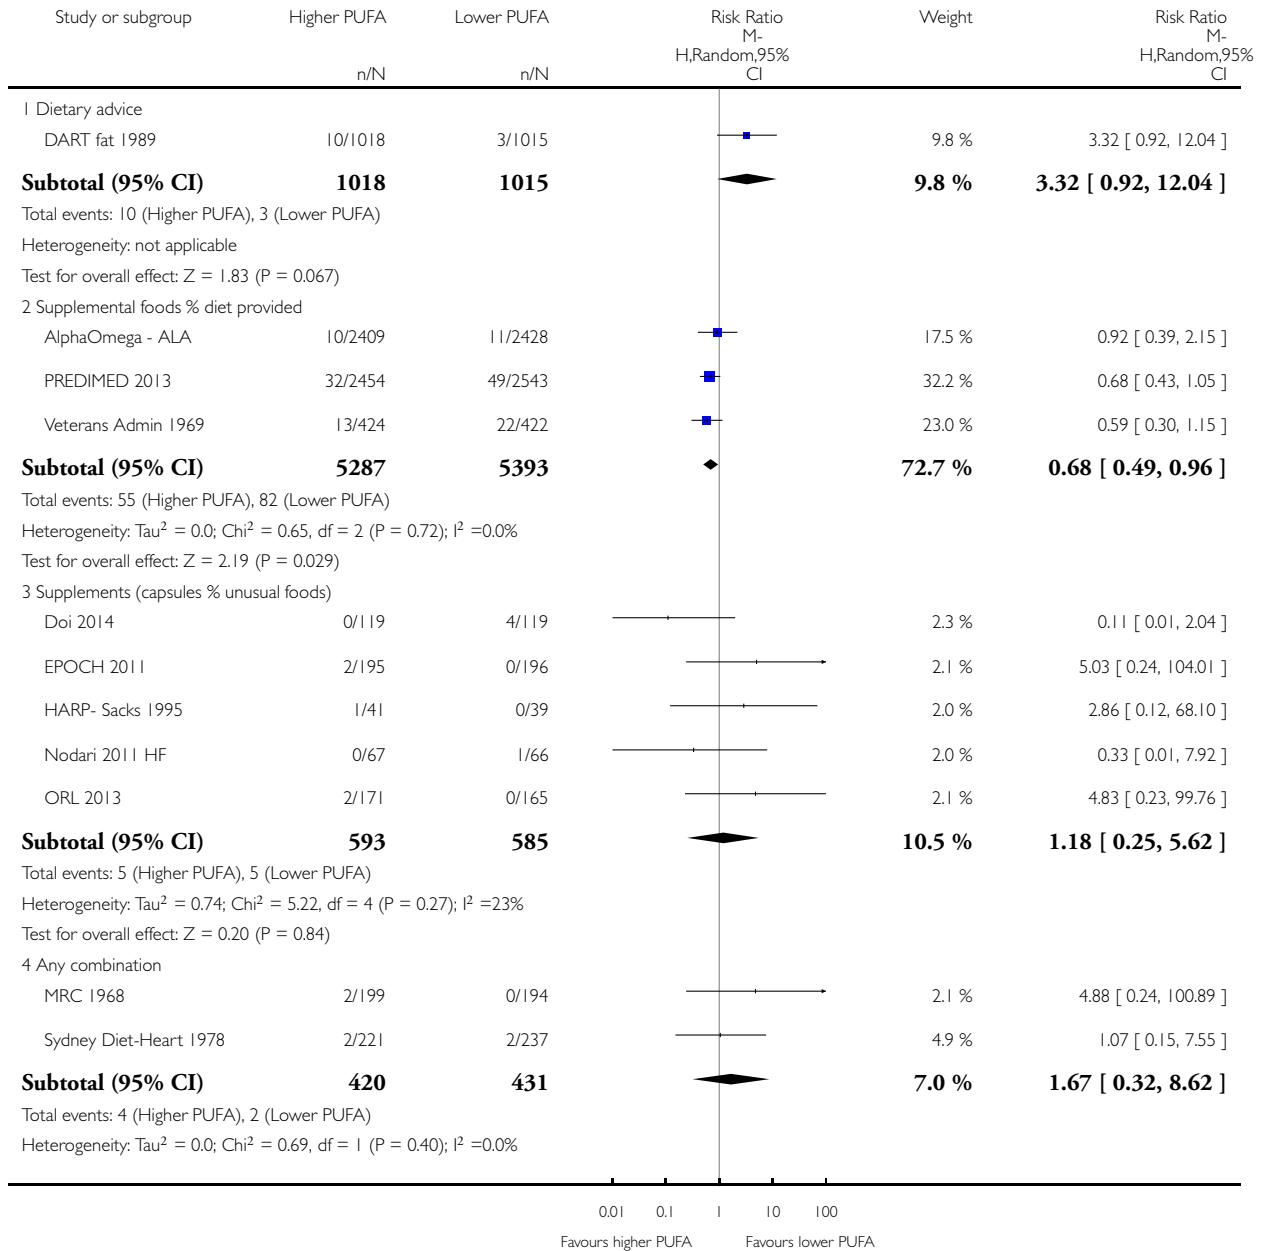 Study or subgroup Higher PUFA Lower PUFA Risk Ratio Weight Risk Ratio
M- M-
H,Random,95% H,Random,95%
n/N n/N CI CI
1 Dietary advice
DART fat 1989 10/1018 3/1015 9.8 % 3.32 [ 0.92, 12.04 ]
Subtotal (95% CI) 1018 1015 9.8 % 3.32 [ 0.92, 12.04 ]
Total events: 10 (Higher PUFA), 3 (Lower PUFA)
Heterogeneity: not applicable
Test for overall effect: Z = 1.83 (P = 0.067)
2 Supplemental foods % diet provided
AlphaOmega - ALA 10/2409 11/2428 17.5 % 0.92 [ 0.39, 2.15 ]
PREDIMED 2013 32/2454 49/2543 32.2 % 0.68 [ 0.43, 1.05 ]
Veterans Admin 1969 13/424 22/422 23.0 % 0.59 [ 0.30, 1.15 ]
Subtotal (95% CI) 5287 5393 72.7 % 0.68 [ 0.49, 0.96 ]
Total events: 55 (Higher PUFA), 82 (Lower PUFA)
Heterogeneity: Tau² = 0.0; Chi² = 0.65, df = 2 (P = 0.72); I² =0.0%
Test for overall effect: Z = 2.19 (P = 0.029)
3 Supplements (capsules % unusual foods)
Doi 2014 0/119 4/119 2.3 % 0.11 [ 0.01, 2.04 ]
EPOCH 2011 2/195 0/196 2.1 % 5.03 [ 0.24, 104.01 ]
HARP- Sacks 1995 1/41 0/39 2.0 % 2.86 [ 0.12, 68.10 ]
Nodari 2011 HF 0/67 1/66 2.0 % 0.33 [ 0.01, 7.92 ]
ORL 2013 2/171 0/165 2.1 % 4.83 [ 0.23, 99.76 ]
Subtotal (95% CI) 593 585 10.5 % 1.18 [ 0.25, 5.62 ]
Total events: 5 (Higher PUFA), 5 (Lower PUFA)
Heterogeneity: Tau² = 0.74; Chi² = 5.22, df = 4 (P = 0.27); I² =23%
Test for overall effect: Z = 0.20 (P = 0.84)
4 Any combination
MRC 1968 2/199 0/194 2.1 % 4.88 [ 0.24, 100.89 ]
Sydney Diet-Heart 1978 2/221 2/237 4.9 % 1.07 [ 0.15, 7.55 ]
Subtotal (95% CI) 420 431 7.0 % 1.67 [ 0.32, 8.62 ]
Total events: 4 (Higher PUFA), 2 (Lower PUFA)
Heterogeneity: Tau² = 0.0; Chi² = 0.69, df = 1 (P = 0.40); I² =0.0%
0.01 0.1 1 10 100
Favours higher PUFA Favours lower PUFA